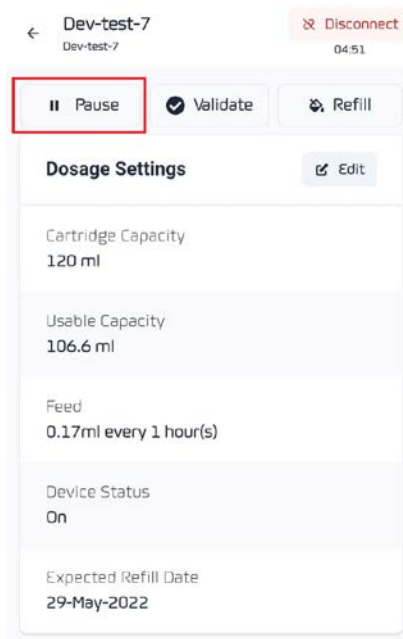 Dev-test-7
Dev-test-7
Disconnect
04:51
Pause
Validate
Refill
Dosage Settings
Edit
Cartridge Capacity
120 ml
Usable Capacity
106.6 ml
Feed
0.17ml every 1 hour(s)
Device Status
On
Expected Refill Date
29-May-2022